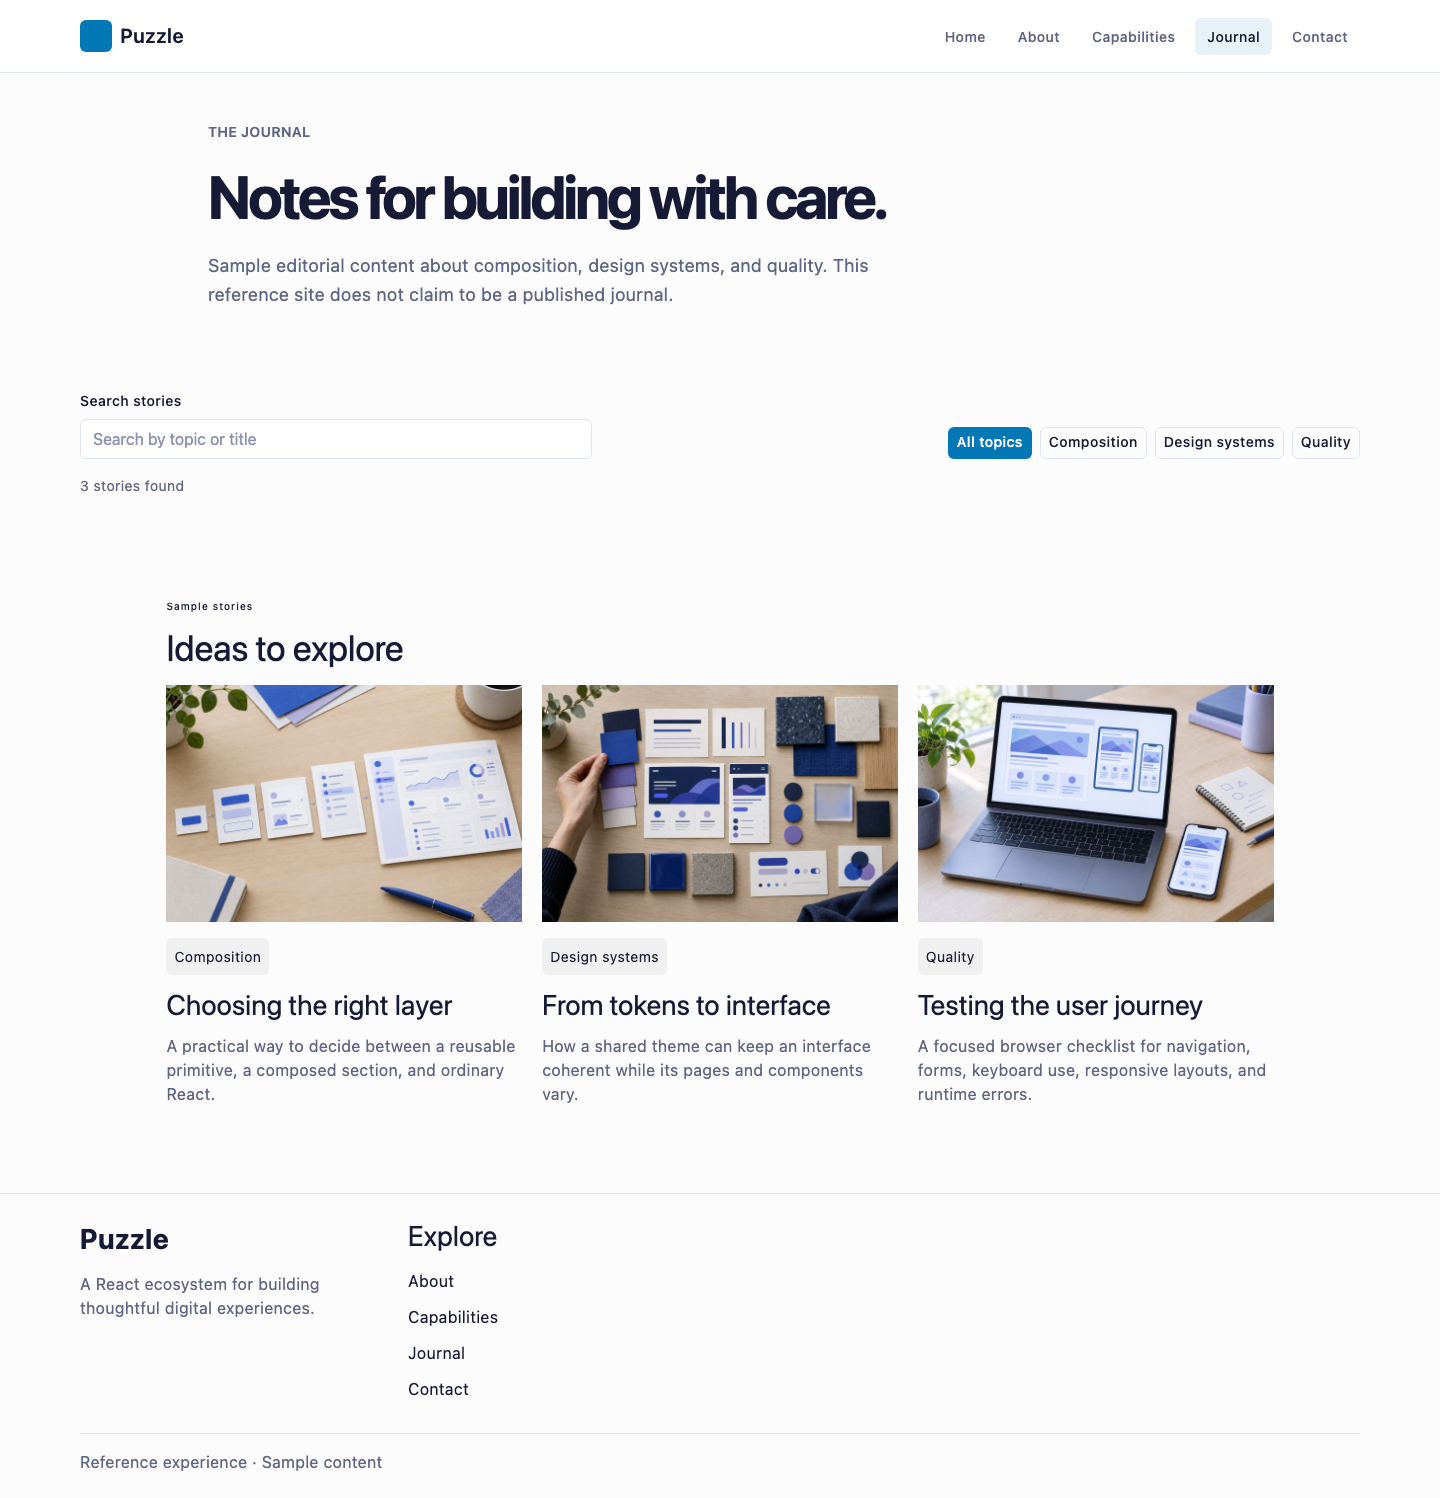 Puzzle
Home
About
Capabilities
Journal
Contact
THE JOURNAL
Notes for building with care.
Sample editorial content about composition, design systems, and quality. This
reference site does not claim to be a published journal.
Search stories
Search by topic or title
All topics
Composition
Design systems
Quality
3 stories found
Sample stories
Ideas to explore
Composition
Choosing the right layer
A practical way to decide between a reusable
primitive, a composed section, and ordinary
React.
Design systems
From tokens to interface
How a shared theme can keep an interface
coherent while its pages and components
vary.
Quality
Testing the user journey
A focused browser checklist for navigation,
forms, keyboard use, responsive layouts, and
runtime errors.
Puzzle
A React ecosystem for building
thoughtful digital experiences.
Explore
About
Capabilities
Journal
Contact
Reference experience · Sample content